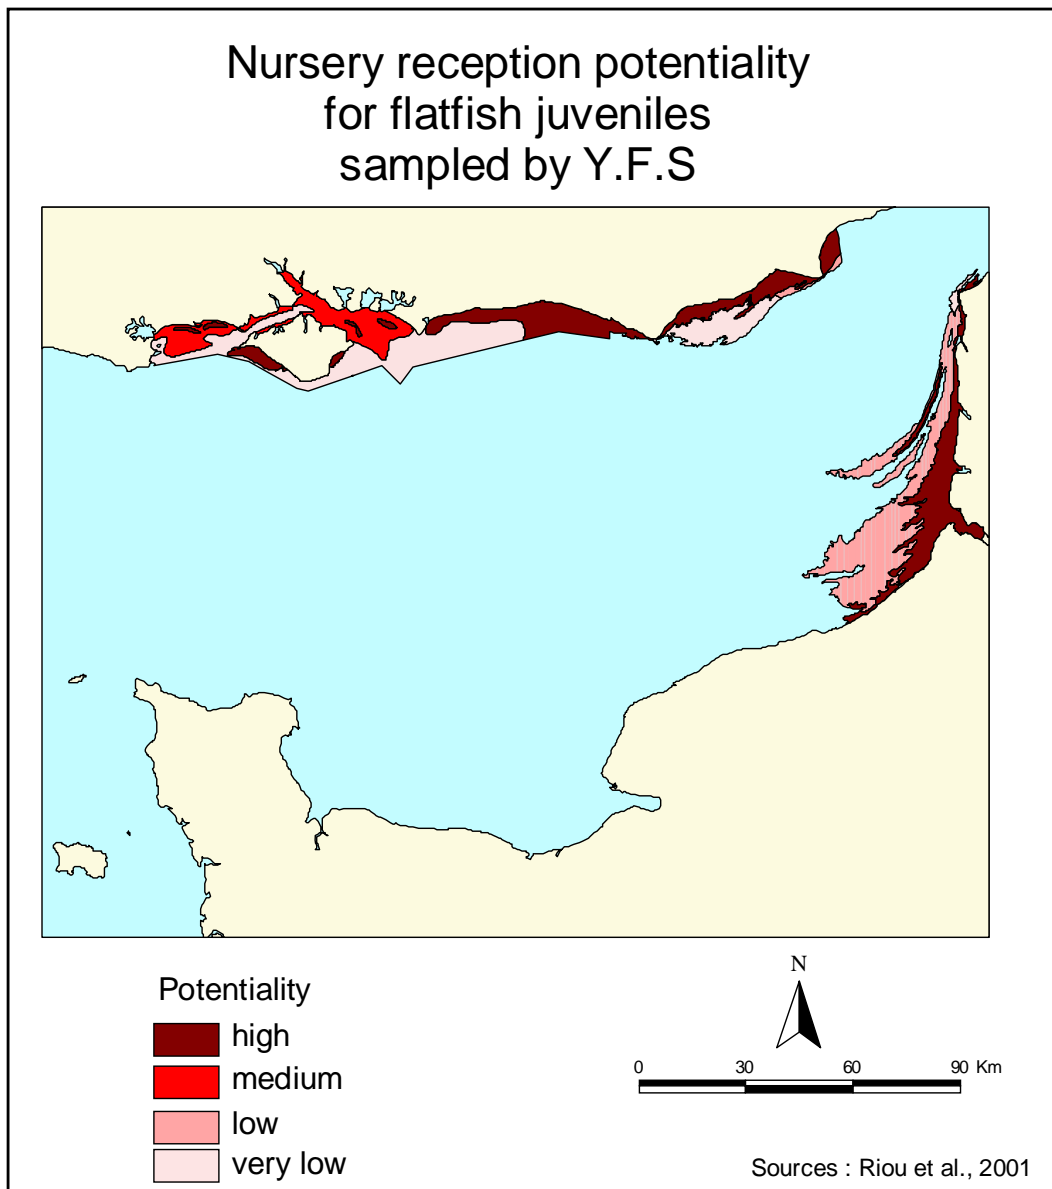 Nursery reception potentiality
for flatfish juveniles
sampled by Y.F.S
Potentiality
high
medium
low
very low
N
0 30 60 90 Km
Sources : Riou et al., 2001